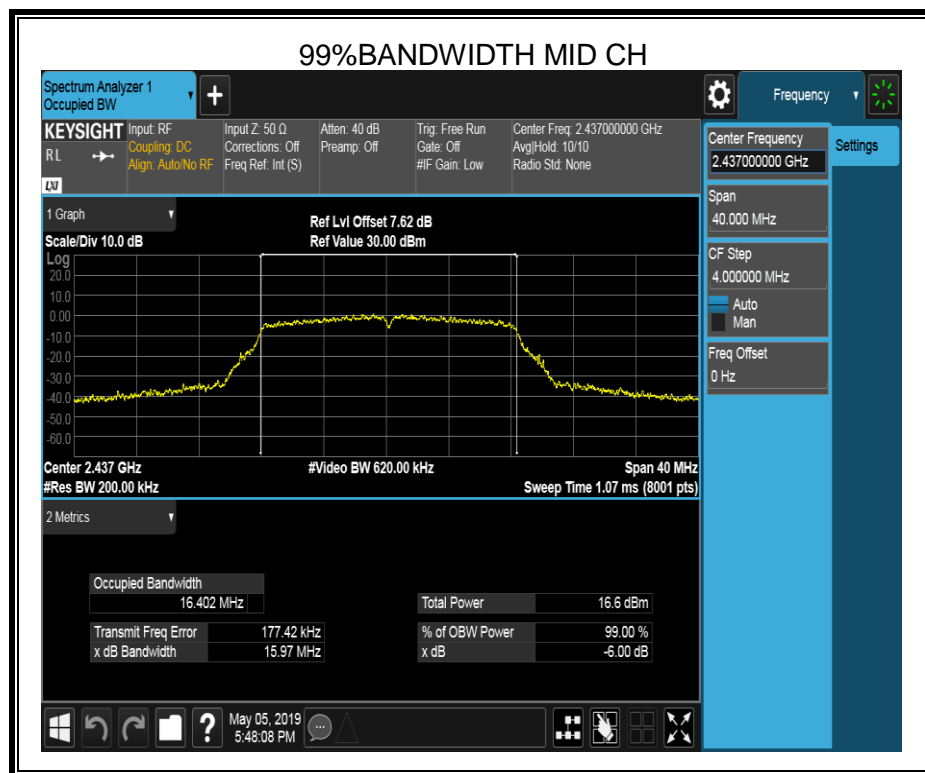 99%BANDWIDTH MID CH
Spectrum Analyzer 1
Occupied BW
+
Frequency
KEYSIGHT
RL
LXI
Input: RF
Coupling: DC
Align: Auto/No RF
Input Z: 50 Ω
Corrections: Off
Freq Ref: Int (S)
Atten: 40 dB
Preamp: Off
Trig: Free Run
Gate: Off
#IF Gain: Low
Center Freq: 2.437000000 GHz
Avg|Hold: 10/10
Radio Std: None
Center Frequency
2.437000000 GHz
Settings
Span
40.000 MHz
CF Step
4.000000 MHz
Auto
Man
Freq Offset
0 Hz
1 Graph
Scale/Div 10.0 dB
Ref Lvl Offset 7.62 dB
Ref Value 30.00 dBm
Log
20.0
10.0
0.00
-10.0
-20.0
-30.0
-40.0
-50.0
-60.0
Center 2.437 GHz
#Video BW 620.00 kHz
Span 40 MHz
#Res BW 200.00 kHz
Sweep Time 1.07 ms (8001 pts)
2 Metrics
Occupied Bandwidth
16.402 MHz
Total Power 16.6 dBm
Transmit Freq Error 177.42 kHz
% of OBW Power 99.00 %
x dB Bandwidth 15.97 MHz
x dB -6.00 dB
?
May 05, 2019
5:48:08 PM